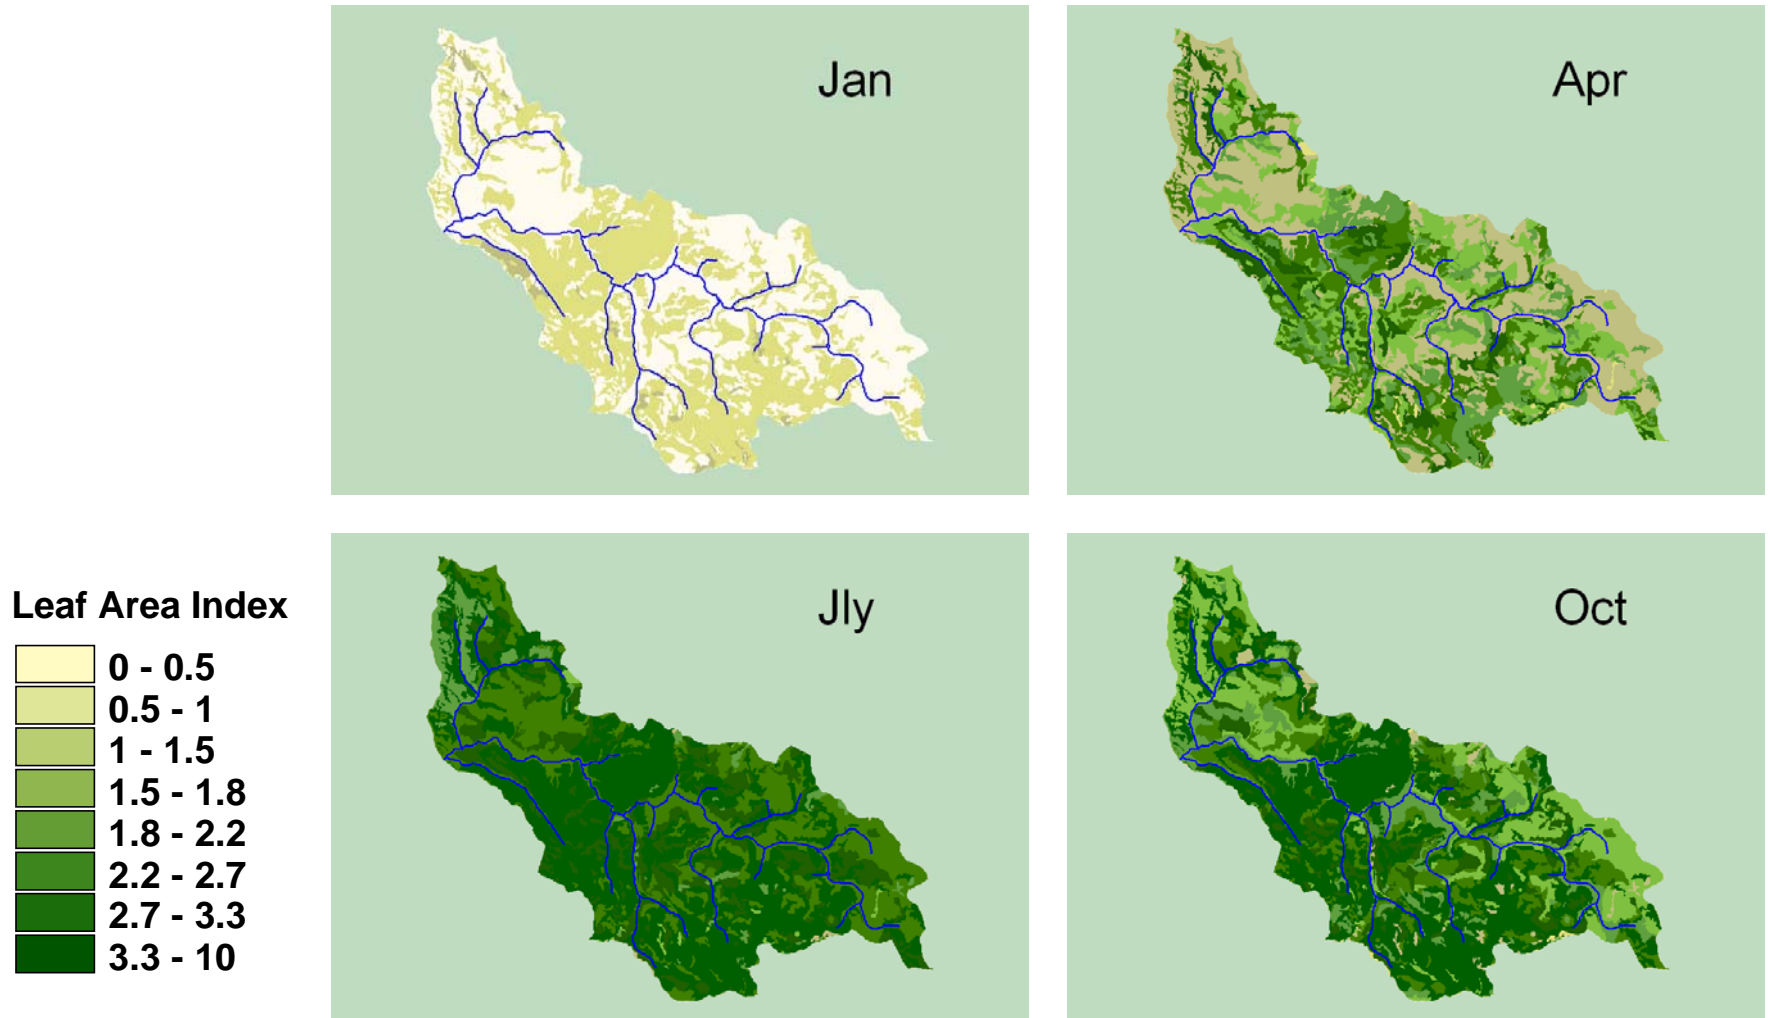 Jan
Apr
Jly
Oct
Leaf Area Index
0 - 0.5
0.5 - 1
1 - 1.5
1.5 - 1.8
1.8 - 2.2
2.2 - 2.7
2.7 - 3.3
3.3 - 10